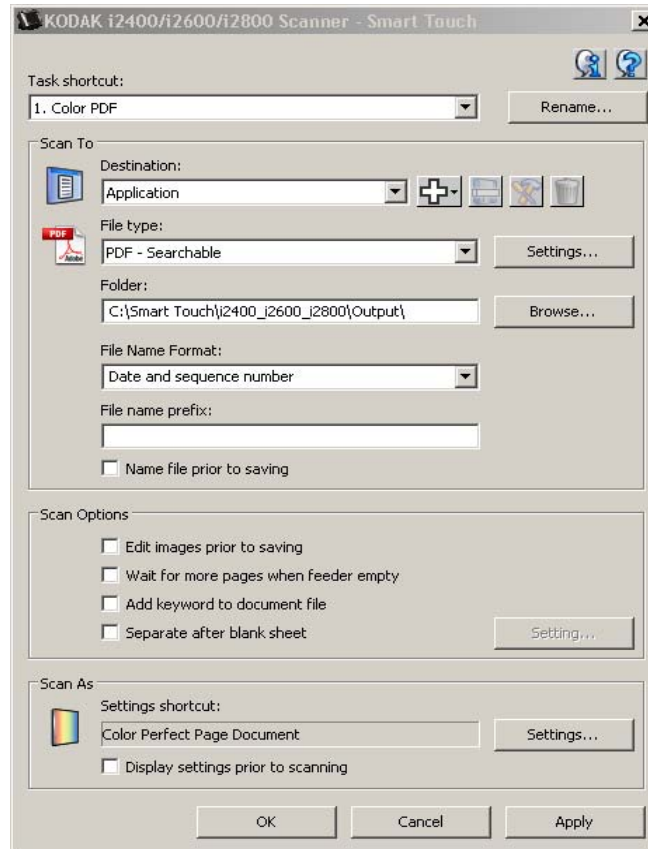 KODAK i2400/i2600/i2800 Scanner - Smart Touch
Task shortcut:
1. Color PDF
Rename...
Scan To
Destination:
Application
File type:
PDF
Adobe
PDF - Searchable
Settings...
Folder:
C:\Smart Touch\i2400_i2600_i2800\Output\
Browse...
File Name Format:
Date and sequence number
File name prefix:
Name file prior to saving
Scan Options
Edit images prior to saving
Wait for more pages when feeder empty
Add keyword to document file
Separate after blank sheet
Setting...
Scan As
Settings shortcut:
Color Perfect Page Document
Settings...
Display settings prior to scanning
OK
Cancel
Apply